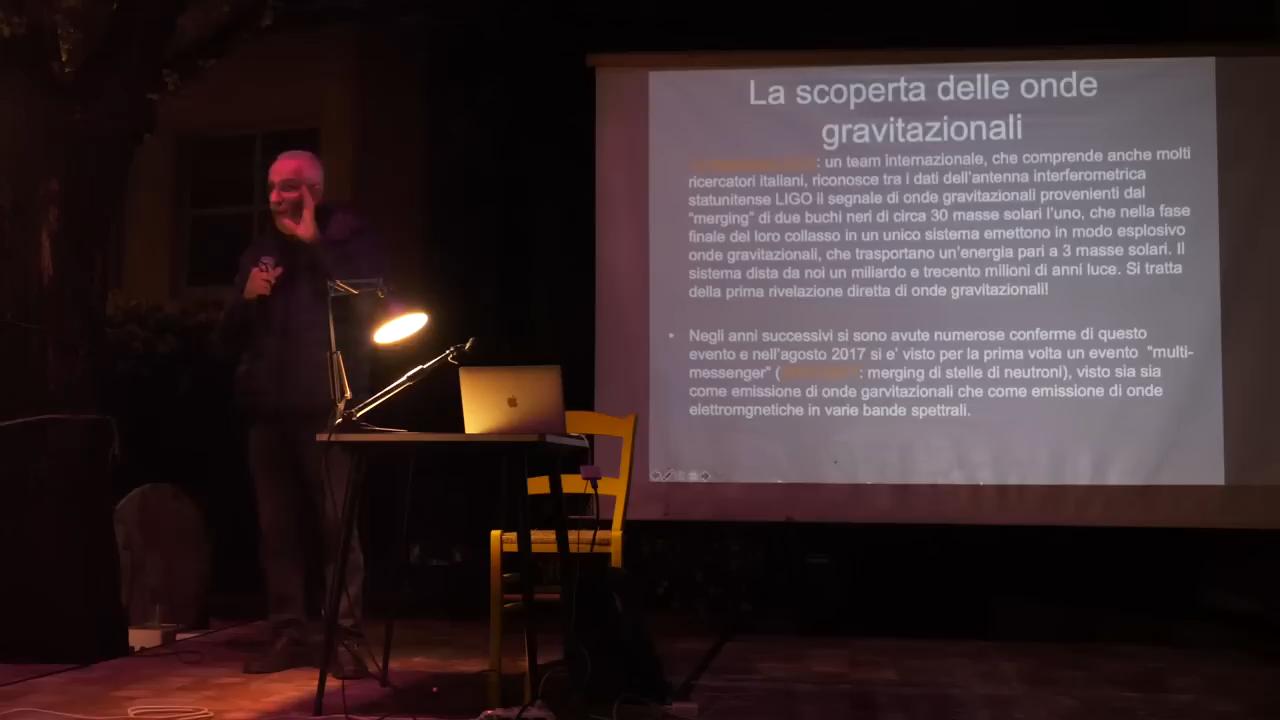 La scoperta delle onde
gravitazionali
: un team internazionale, che comprende anche molti
ricercatori italiani, riconosce tra i dati dell'antenna interferometrica
statunitense LIGO il segnale di onde gravitazionali provenienti dal
"merging" di due buchi neri di circa 30 masse solari l'uno, che nella fase
finale del loro collasso in un unico sistema emettono in modo esplosivo
onde gravitazionali, che trasportano un'energia pari a 3 masse solari. Il
sistema dista da noi un miliardo e trecento milioni di anni luce. Si tratta
della prima rivelazione diretta di onde gravitazionali!
• Negli anni successivi si sono avute numerose conferme di questo
evento e nell'agosto 2017 si e' visto per la prima volta un evento "multi-
messenger" ( : merging di stelle di neutroni), visto sia sia
come emissione di onde garvitazionali che come emissione di onde
elettromgnetiche in varie bande spettrali.